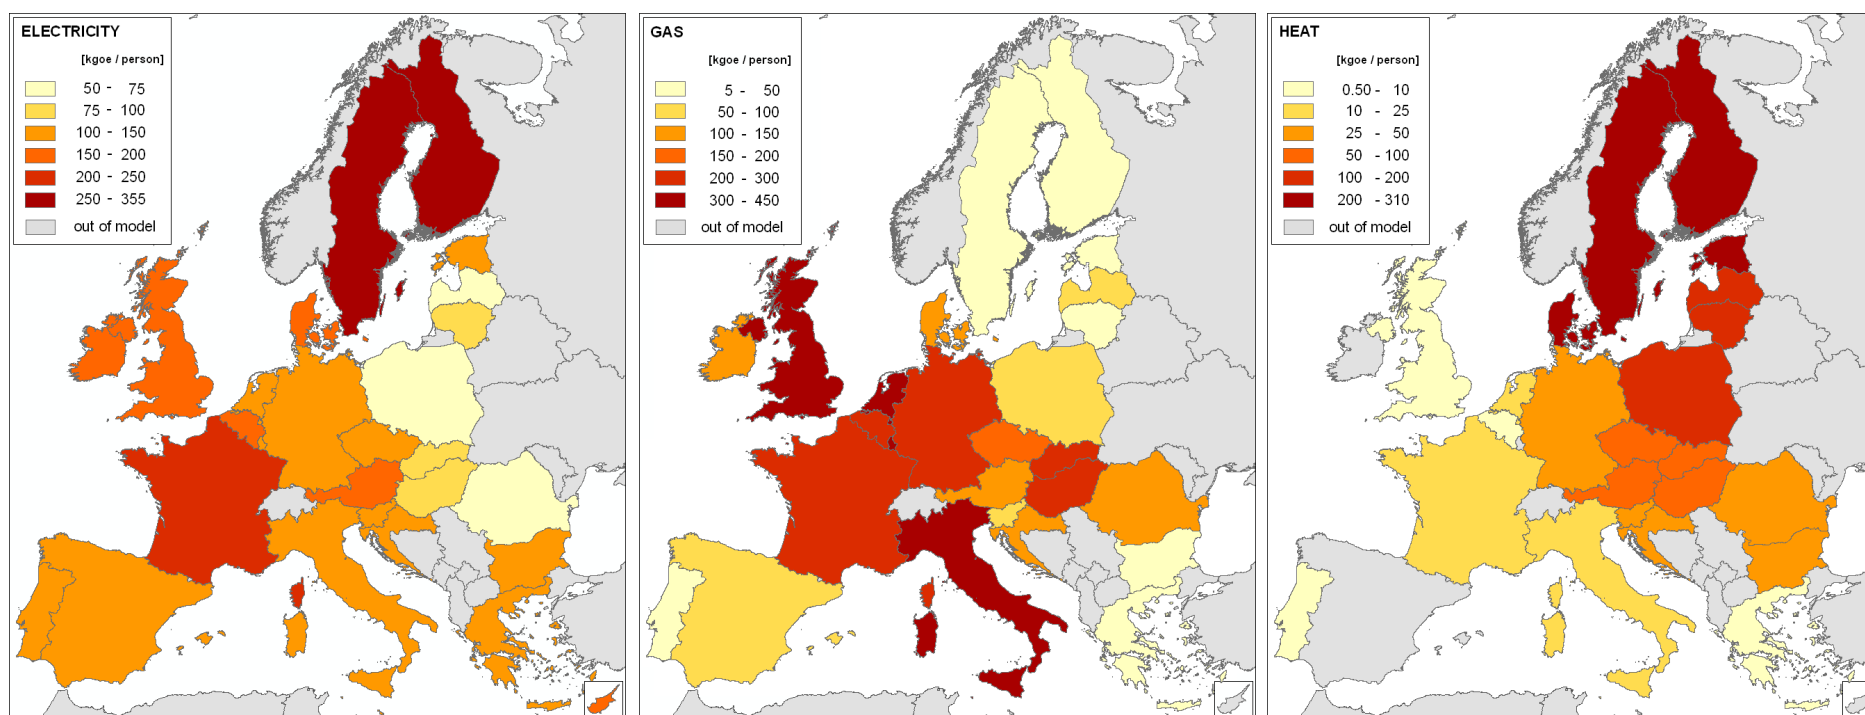 ELECTRICITY
[kgoe / person]
50 - 75
75 - 100
100 - 150
150 - 200
200 - 250
250 - 355
out of model
GAS
[kgoe / person]
5 - 50
50 - 100
100 - 150
150 - 200
200 - 300
300 - 450
out of model
HEAT
[kgoe / person]
0.50 - 10
10 - 25
25 - 50
50 - 100
100 - 200
200 - 310
out of model